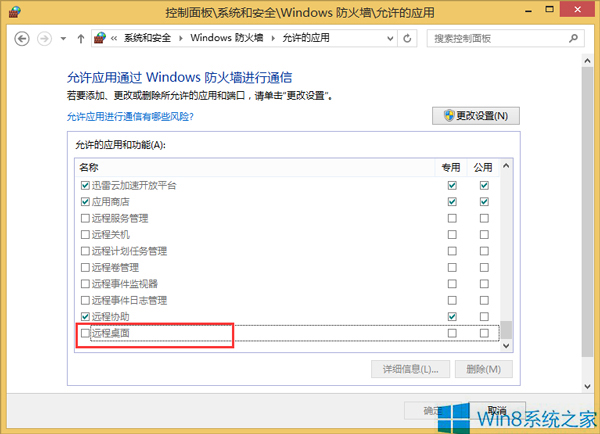 控制面板\系统和安全\Windows 防火墙\允许的应用
« 系统和安全 ▸ Windows 防火墙 ▸ 允许的应用
搜索控制面板
允许应用通过 Windows 防火墙进行通信
若要添加、更改或删除所允许的应用和端口，请单击"更改设置"。
允许应用进行通信有哪些风险?
更改设置(N)
允许的应用和功能(A):
名称 专用 公用
迅雷云加速开放平台
应用商店
远程服务管理
远程关机
远程计划任务管理
远程卷管理
远程事件监视器
远程事件日志管理
远程协助
远程桌面
详细信息(L)... 删除(M)
确定 取消
Win8系统之家